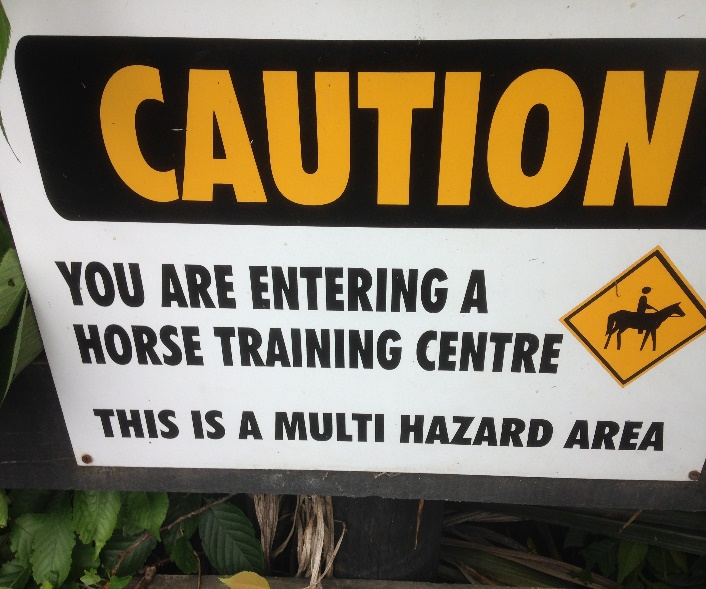 CAUTION
YOU ARE ENTERING A
HORSE TRAINING CENTRE
THIS IS A MULTI HAZARD AREA